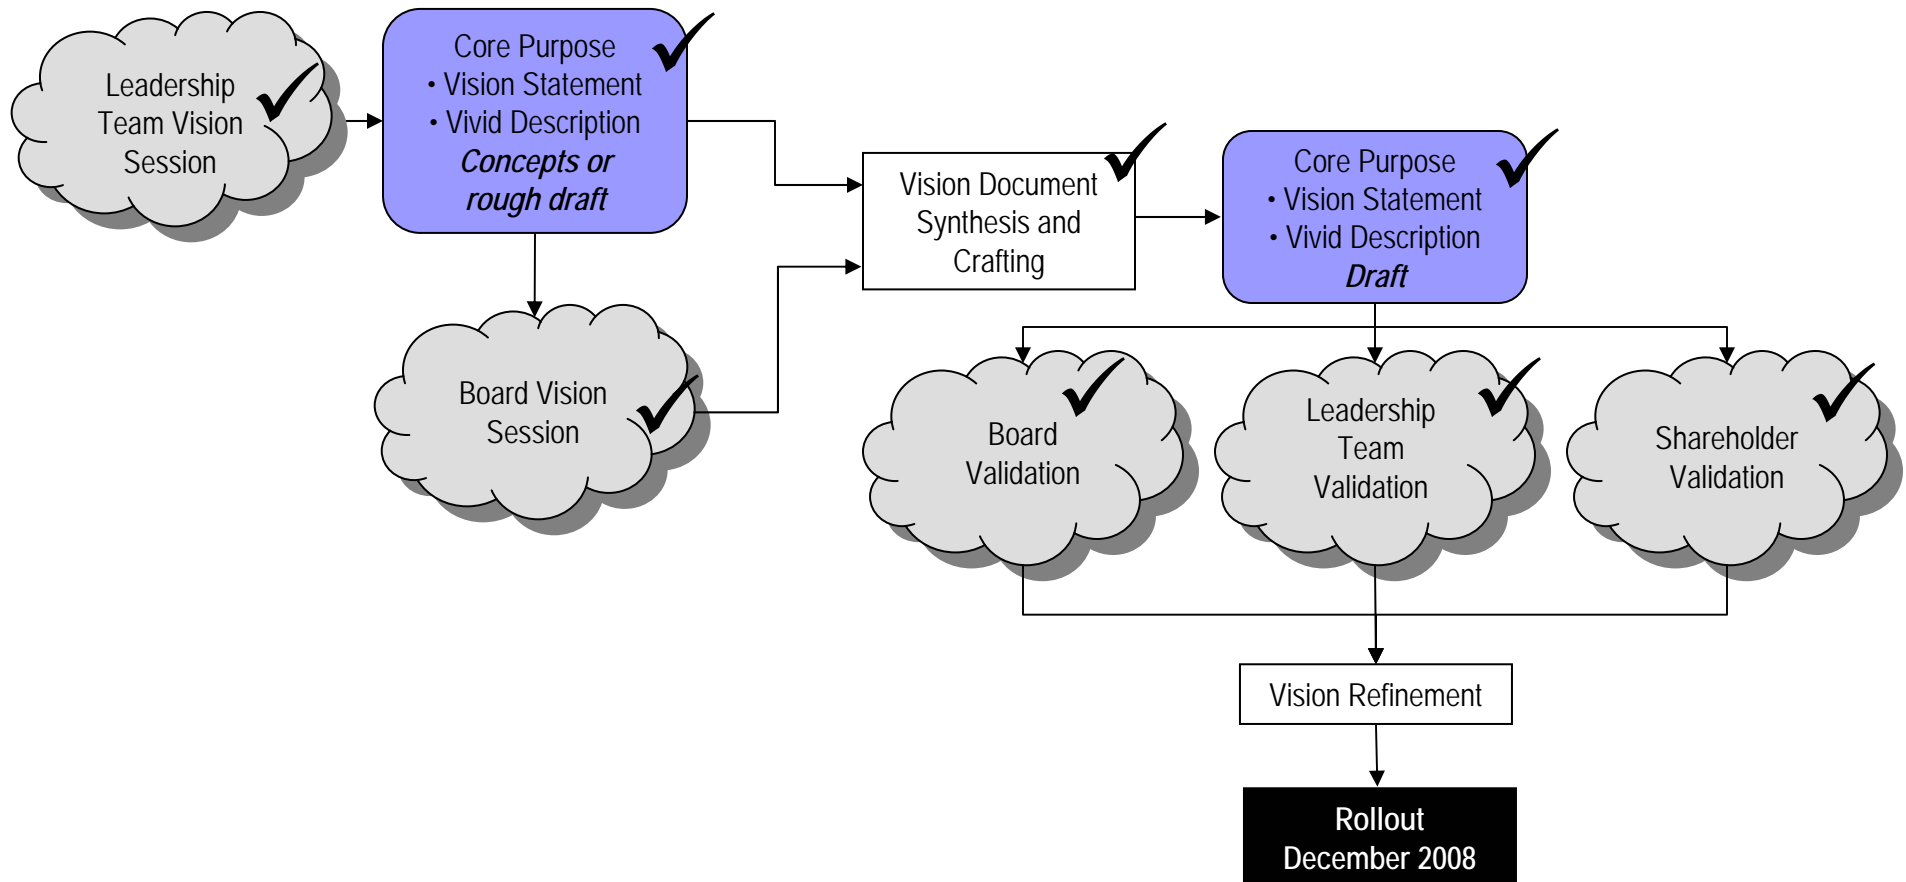 Leadership
Team Vision
Session
Core Purpose
• Vision Statement
• Vivid Description
Concepts or
rough draft
Board Vision
Session
Vision Document
Synthesis and
Crafting
Core Purpose
• Vision Statement
• Vivid Description
Draft
Board
Validation
Leadership
Team
Validation
Shareholder
Validation
Vision Refinement
Rollout
December 2008